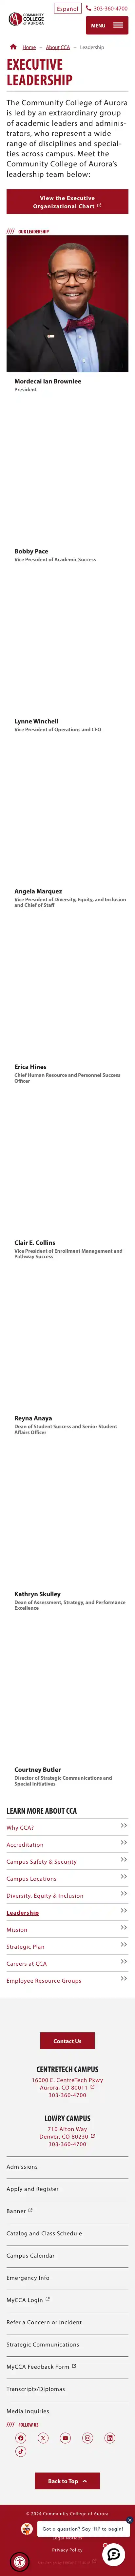 Español 303-360-4700
COMMUNITY
COLLEGE
OF AURORA
MENU
Home – About CCA – Leadership
EXECUTIVE
LEADERSHIP
The Community College of Aurora
is led by an extraordinary wide
group of academic and adminis-
trators. They come from a wide
range of disciplines and special-
ists across campus. Meet the
Community College of Aurora’s
leadership team below:
View the Executive
Organizational Chart
//// OUR LEADERSHIP
Mordecai Ian Brownlee
President
Bobby Pace
Vice President of Academic Success
Lynne Winchell
Vice President of Operations and CFO
Angela Marquez
Vice President of Diversity, Equity, and Inclusion
and Chief of Staff
Erica Hines
Chief Human Resource and Personnel Success
Officer
Clair E. Collins
Vice President of Enrollment Management and
Pathway Success
Reyna Anaya
Dean of Student Success and Senior Student
Affairs Officer
Kathryn Skulley
Dean of Assessment, Strategy, and Performance
Excellence
Courtney Butler
Director of Strategic Communications and
Special Initiatives
LEARN MORE ABOUT CCA
Why CCA?
Accreditation
Campus Safety & Security
Campus Locations
Diversity, Equity & Inclusion
Leadership
Mission
Strategic Plan
Careers at CCA
Employee Resource Groups
Contact Us
CENTRETECH CAMPUS
16000 E. CentreTech Pkwy
Aurora, CO 80011
303-360-4700
LOWRY CAMPUS
710 Alton Way
Denver, CO 80230
303-360-4700
Admissions
Apply and Register
Banner
Catalog and Class Schedule
Campus Calendar
Emergency Info
MyCCA Login
Refer a Concern or Incident
Strategic Communications
MyCCA Feedback Form
Transcripts/Diplomas
Media Inquiries
//// FOLLOW US
Back to Top
© 2024 Community College of Aurora
Got a question? Say 'Hi' to begin!
Legal Notices
Privacy Policy